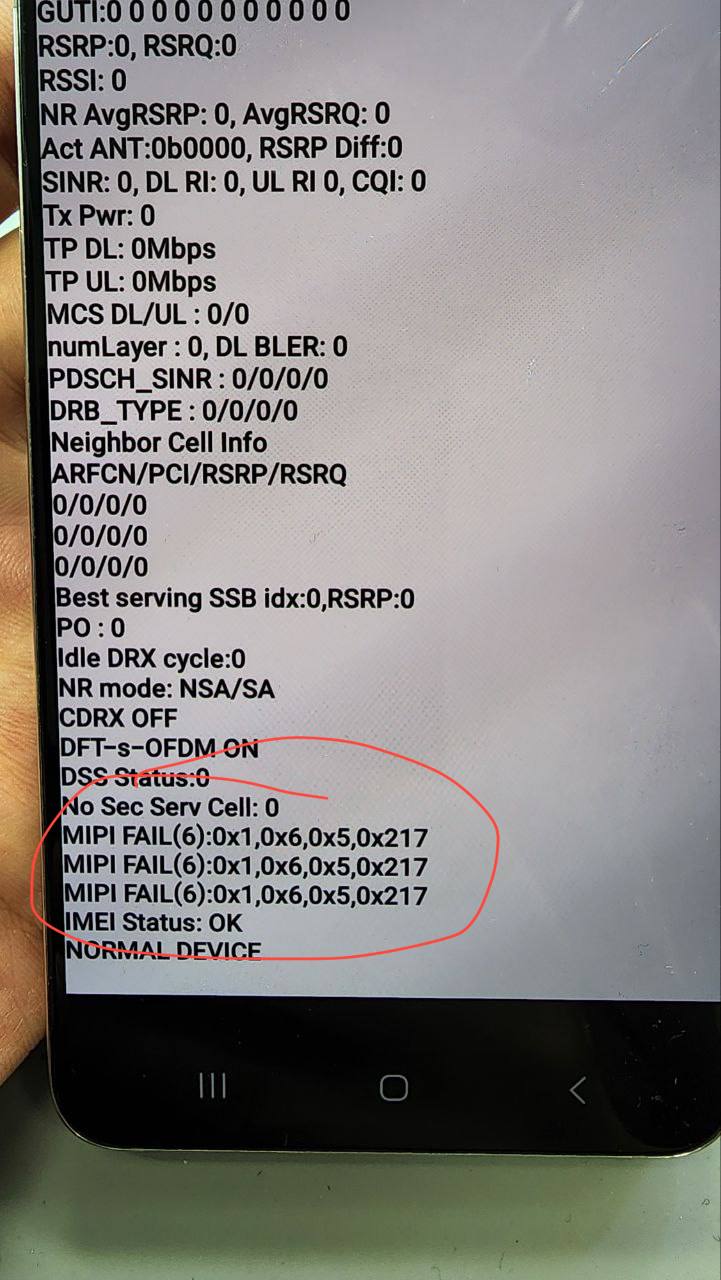 GUTI:0 0 0 0 0 0 0 0 0 0 0
RSRP:0, RSRQ:0
RSSI: 0
NR AvgRSRP: 0, AvgRSRQ: 0
Act ANT:0b0000, RSRP Diff:0
SINR: 0, DL RI: 0, UL RI 0, CQI: 0
Tx Pwr: 0
TP DL: 0Mbps
TP UL: 0Mbps
MCS DL/UL : 0/0
numLayer : 0, DL BLER: 0
PDSCH_SINR : 0/0/0/0
DRB_TYPE : 0/0/0/0
Neighbor Cell Info
ARFCN/PCI/RSRP/RSRQ
0/0/0/0
0/0/0/0
0/0/0/0
Best serving SSB idx:0,RSRP:0
PO : 0
Idle DRX cycle:0
NR mode: NSA/SA
CDRX OFF
DFT-s-OFDM ON
DSS Status:0
No Sec Serv Cell: 0
MIPI FAIL(6):0x1,0x6,0x5,0x217
MIPI FAIL(6):0x1,0x6,0x5,0x217
MIPI FAIL(6):0x1,0x6,0x5,0x217
IMEI Status: OK
NORMAL DEVICE